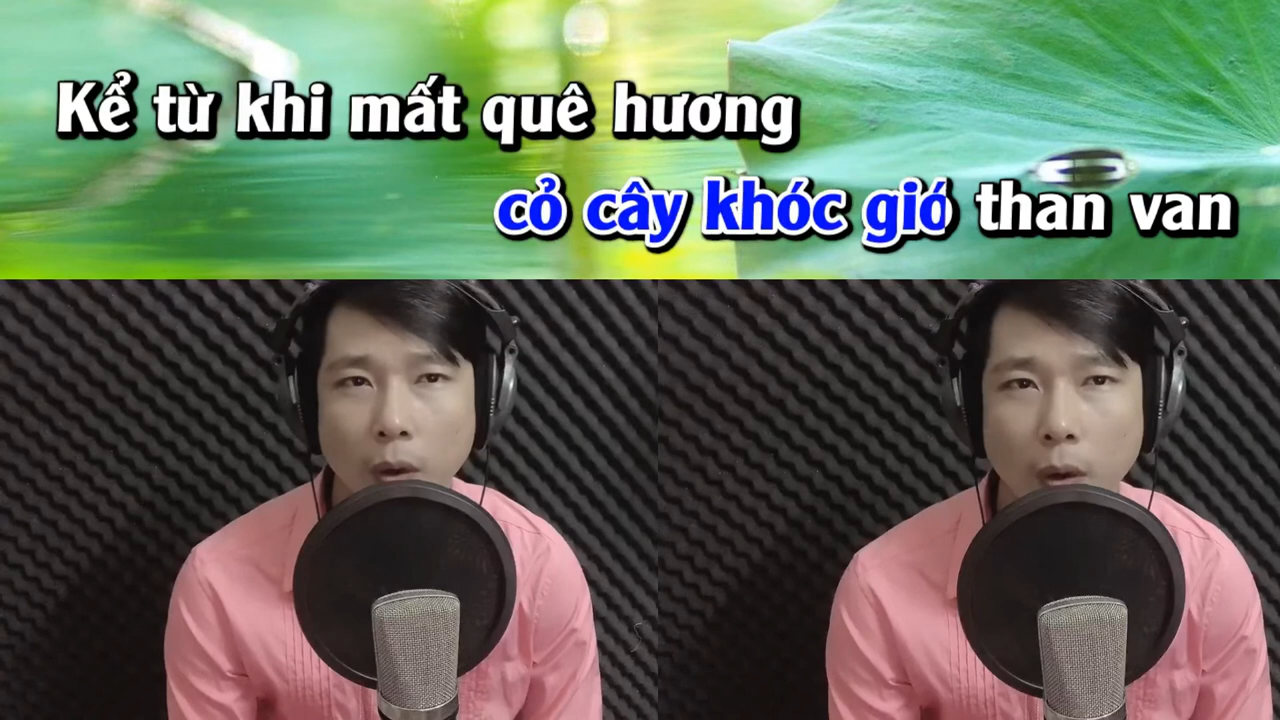 Kể từ khi mất quê hương
cỏ cây khóc gió than van